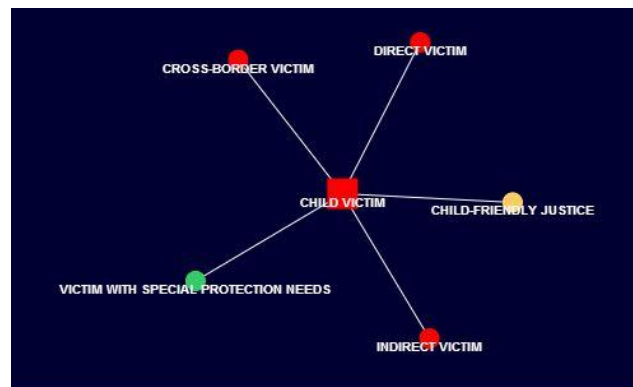 DIRECT VICTIM
CROSS-BORDER VICTIM
CHILD VICTIM
CHILD-FRIENDLY JUSTICE
VICTIM WITH SPECIAL PROTECTION NEEDS
INDIRECT VICTIM